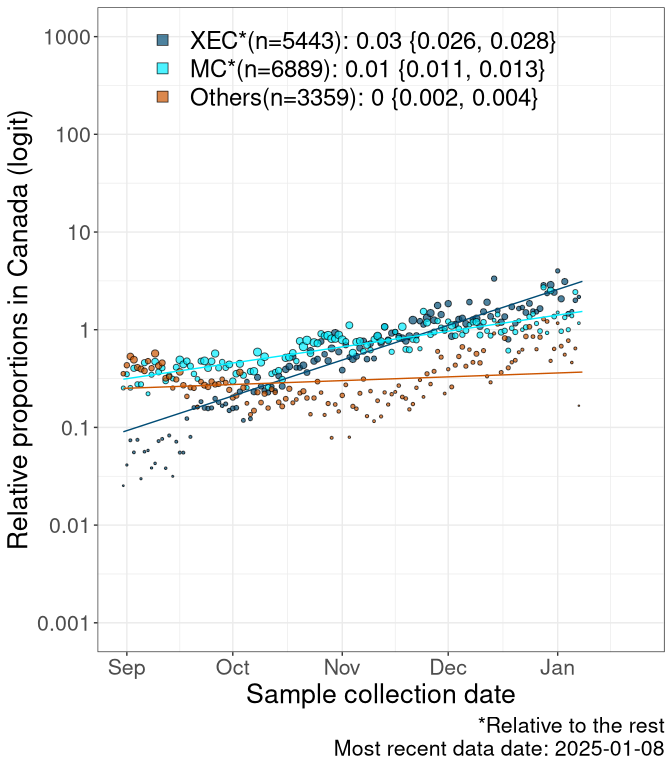 XEC*(n=5443): 0.03 {0.026, 0.028}
MC*(n=6889): 0.01 {0.011, 0.013}
Others(n=3359): 0 {0.002, 0.004}
Relative proportions in Canada (logit)
1000
100
10
1
0.1
0.01
0.001
Sep Oct Nov Dec Jan
Sample collection date
*Relative to the rest
Most recent data date: 2025-01-08